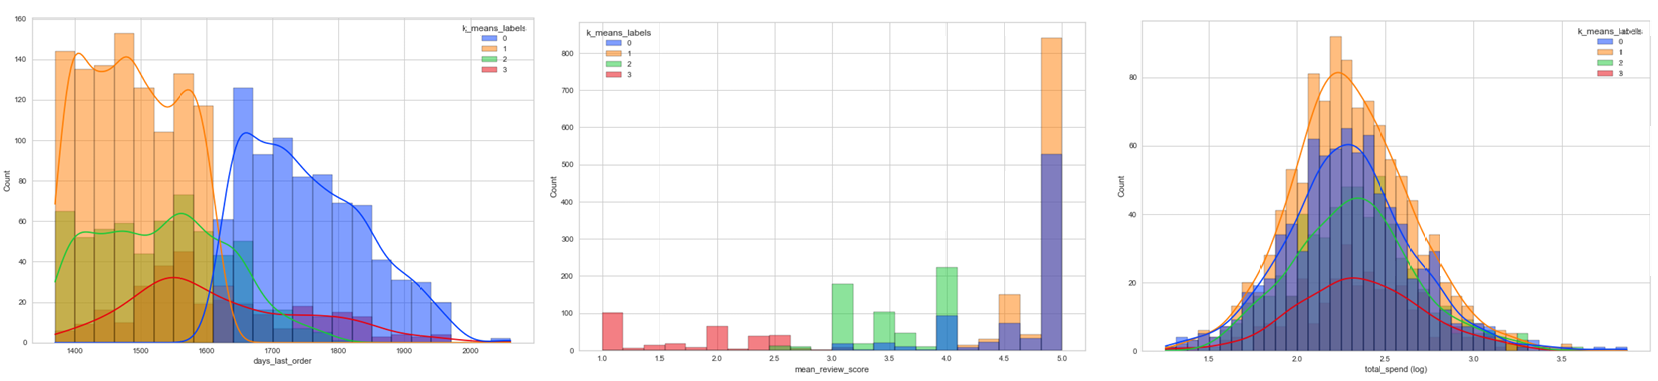 k_means_labels
0
1
2
3
160
140
120
100
80
60
40
20
0
Count
1400 1500 1600 1700 1800 1900 2000
days_last_order
k_means_labels
0
1
2
3
800
700
600
500
400
300
200
100
0
Count
1.0 1.5 2.0 2.5 3.0 3.5 4.0 4.5 5.0
mean_review_score
k_means_labels
0
1
2
3
80
60
40
20
0
Count
1.5 2.0 2.5 3.0 3.5
total_spend (log)